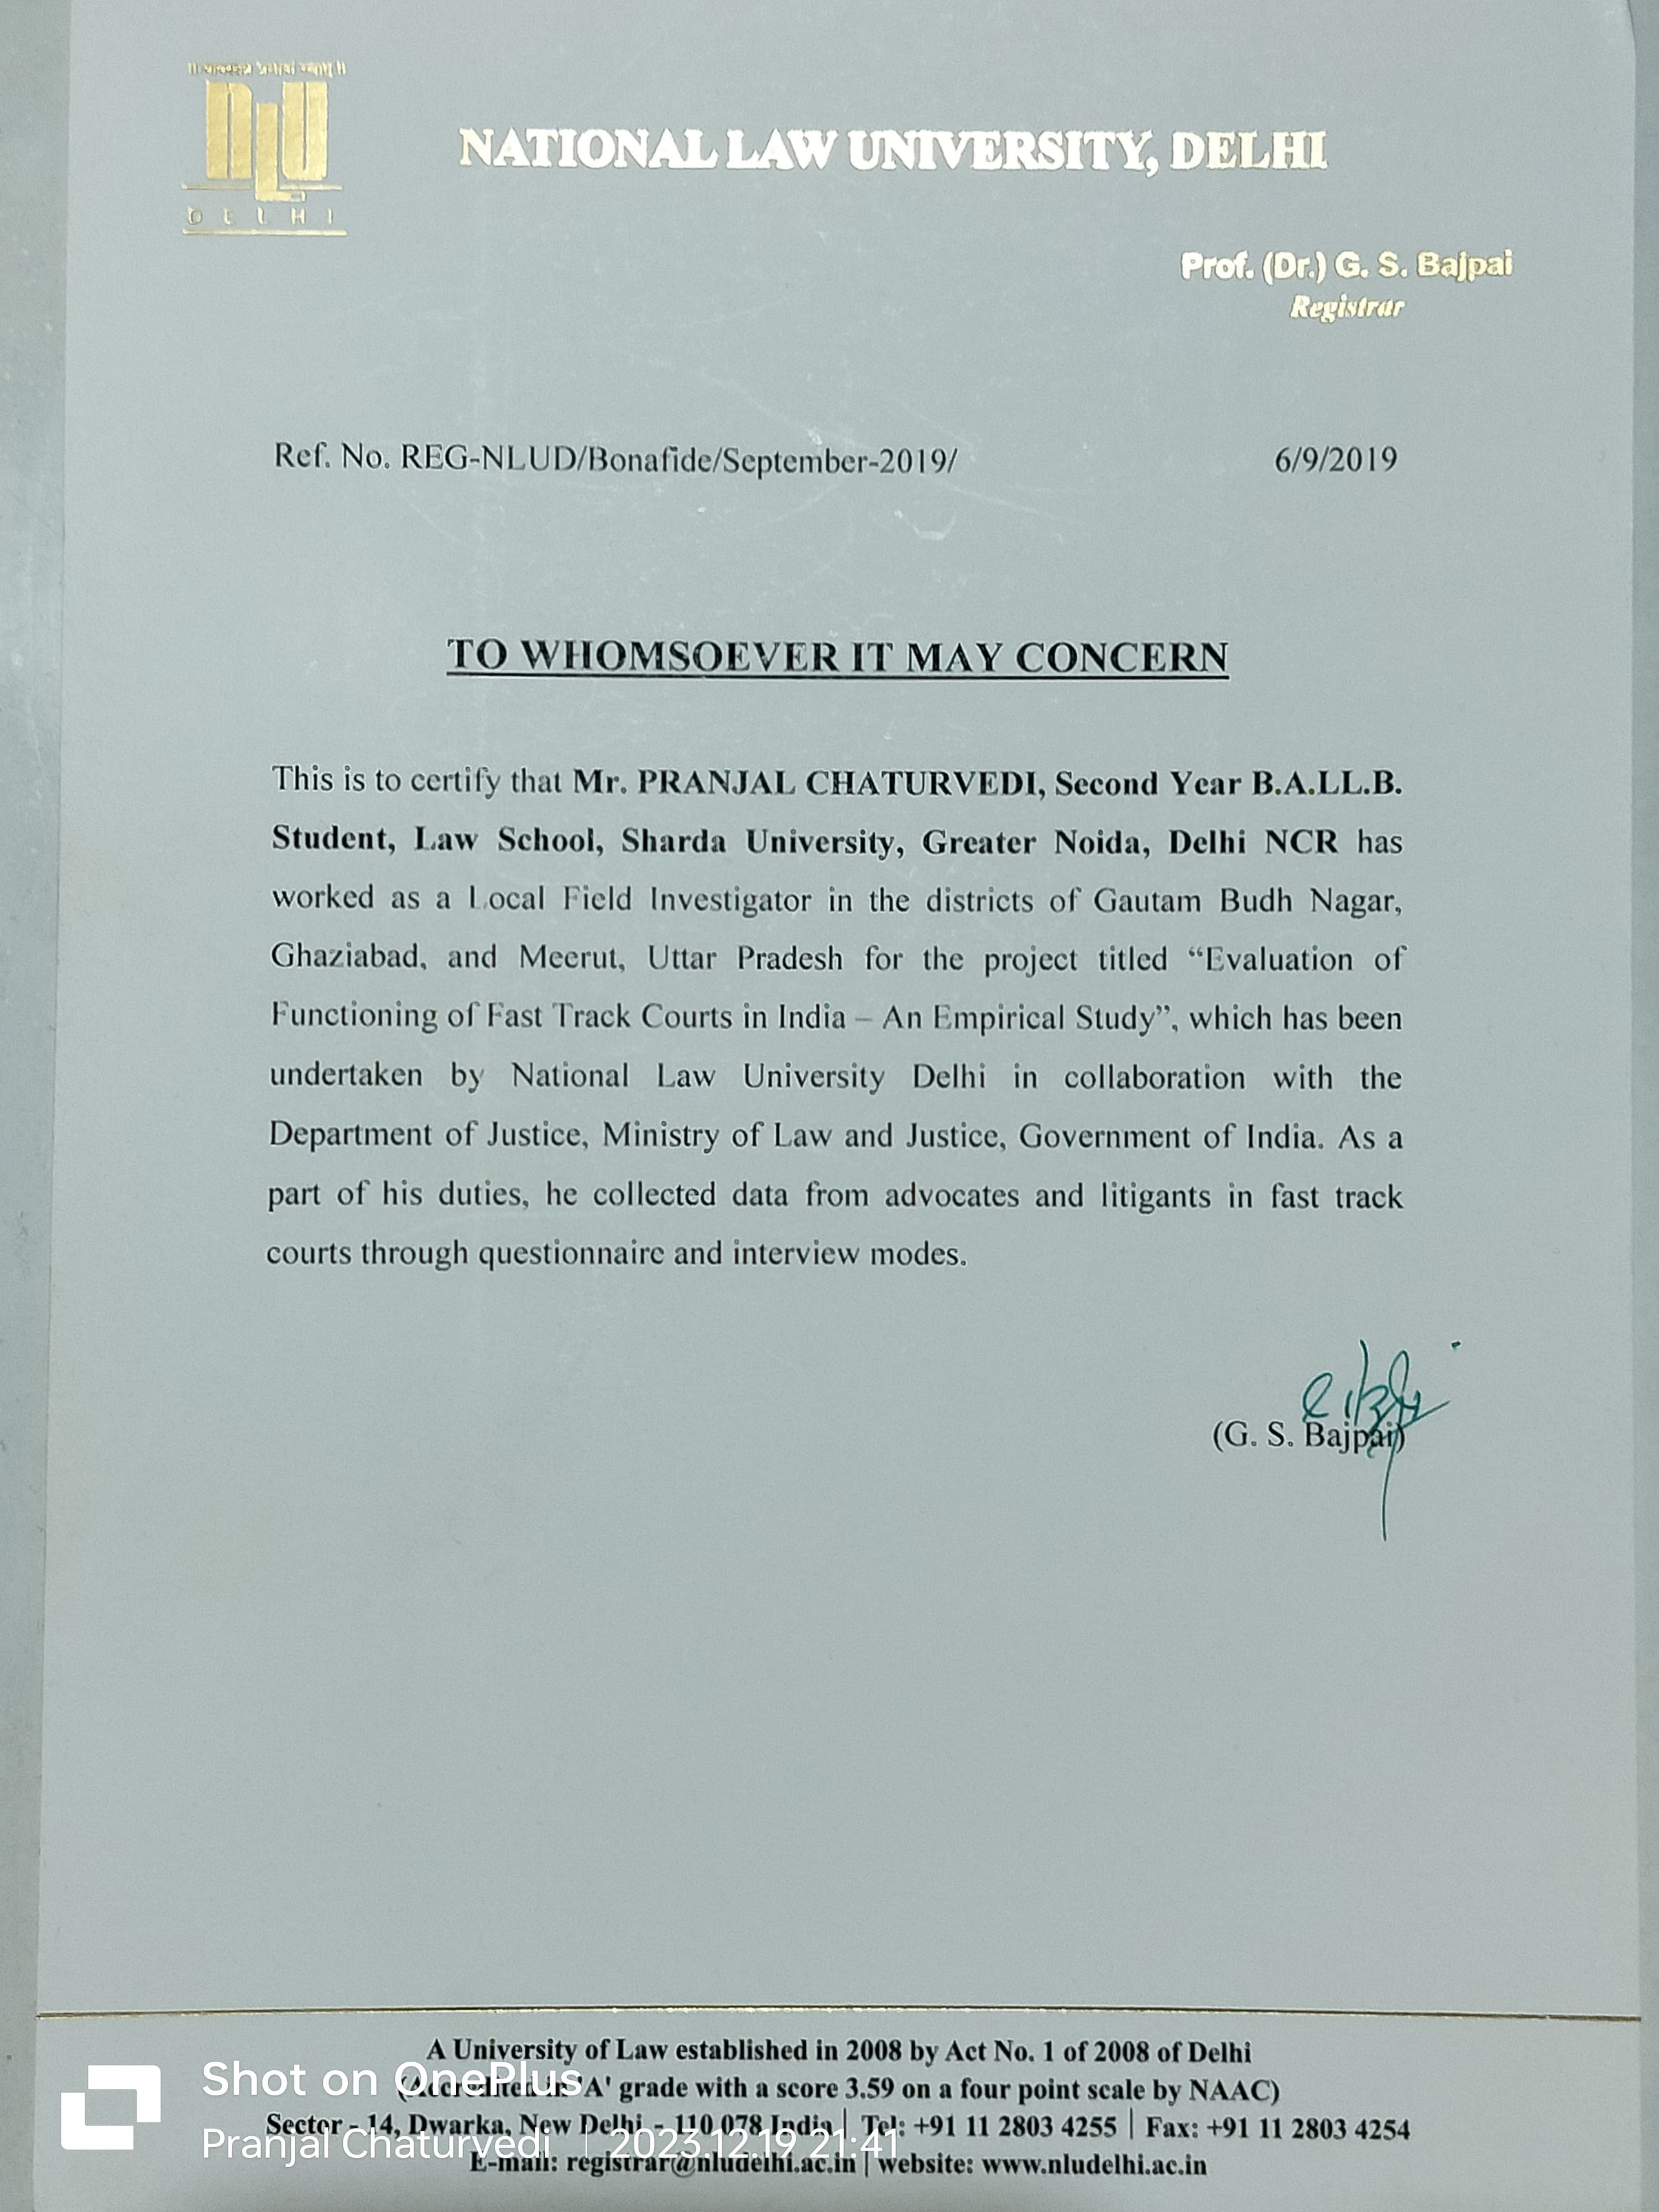 nlu
DELHI
NATIONAL LAW UNIVERSITY, DELHI
Prof. (Dr.) G. S. Bajpai
Registrar
Ref. No. REG-NLUD/Bonafide/September-2019/ 6/9/2019
TO WHOMSOEVER IT MAY CONCERN
This is to certify that Mr. PRANJAL CHATURVEDI, Second Year B.A.LL.B.
Student, Law School, Sharda University, Greater Noida, Delhi NCR has
worked as a Local Field Investigator in the districts of Gautam Budh Nagar,
Ghaziabad, and Meerut, Uttar Pradesh for the project titled “Evaluation of
Functioning of Fast Track Courts in India – An Empirical Study”, which has been
undertaken by National Law University Delhi in collaboration with the
Department of Justice, Ministry of Law and Justice, Government of India. As a
part of his duties, he collected data from advocates and litigants in fast track
courts through questionnaire and interview modes.
(G. S. Bajpai)
A University of Law established in 2008 by Act No. 1 of 2008 of Delhi
(Accredited in 'A' grade with a score 3.59 on a four point scale by NAAC)
Sector - 14, Dwarka, New Delhi - 110 078 India | Tel: +91 11 2803 4255 | Fax: +91 11 2803 4254
E-mail: registrar@nludelhi.ac.in | website: www.nludelhi.ac.in
Shot on OnePlus
Pranjal Chaturvedi | 2023.12.19 21:41